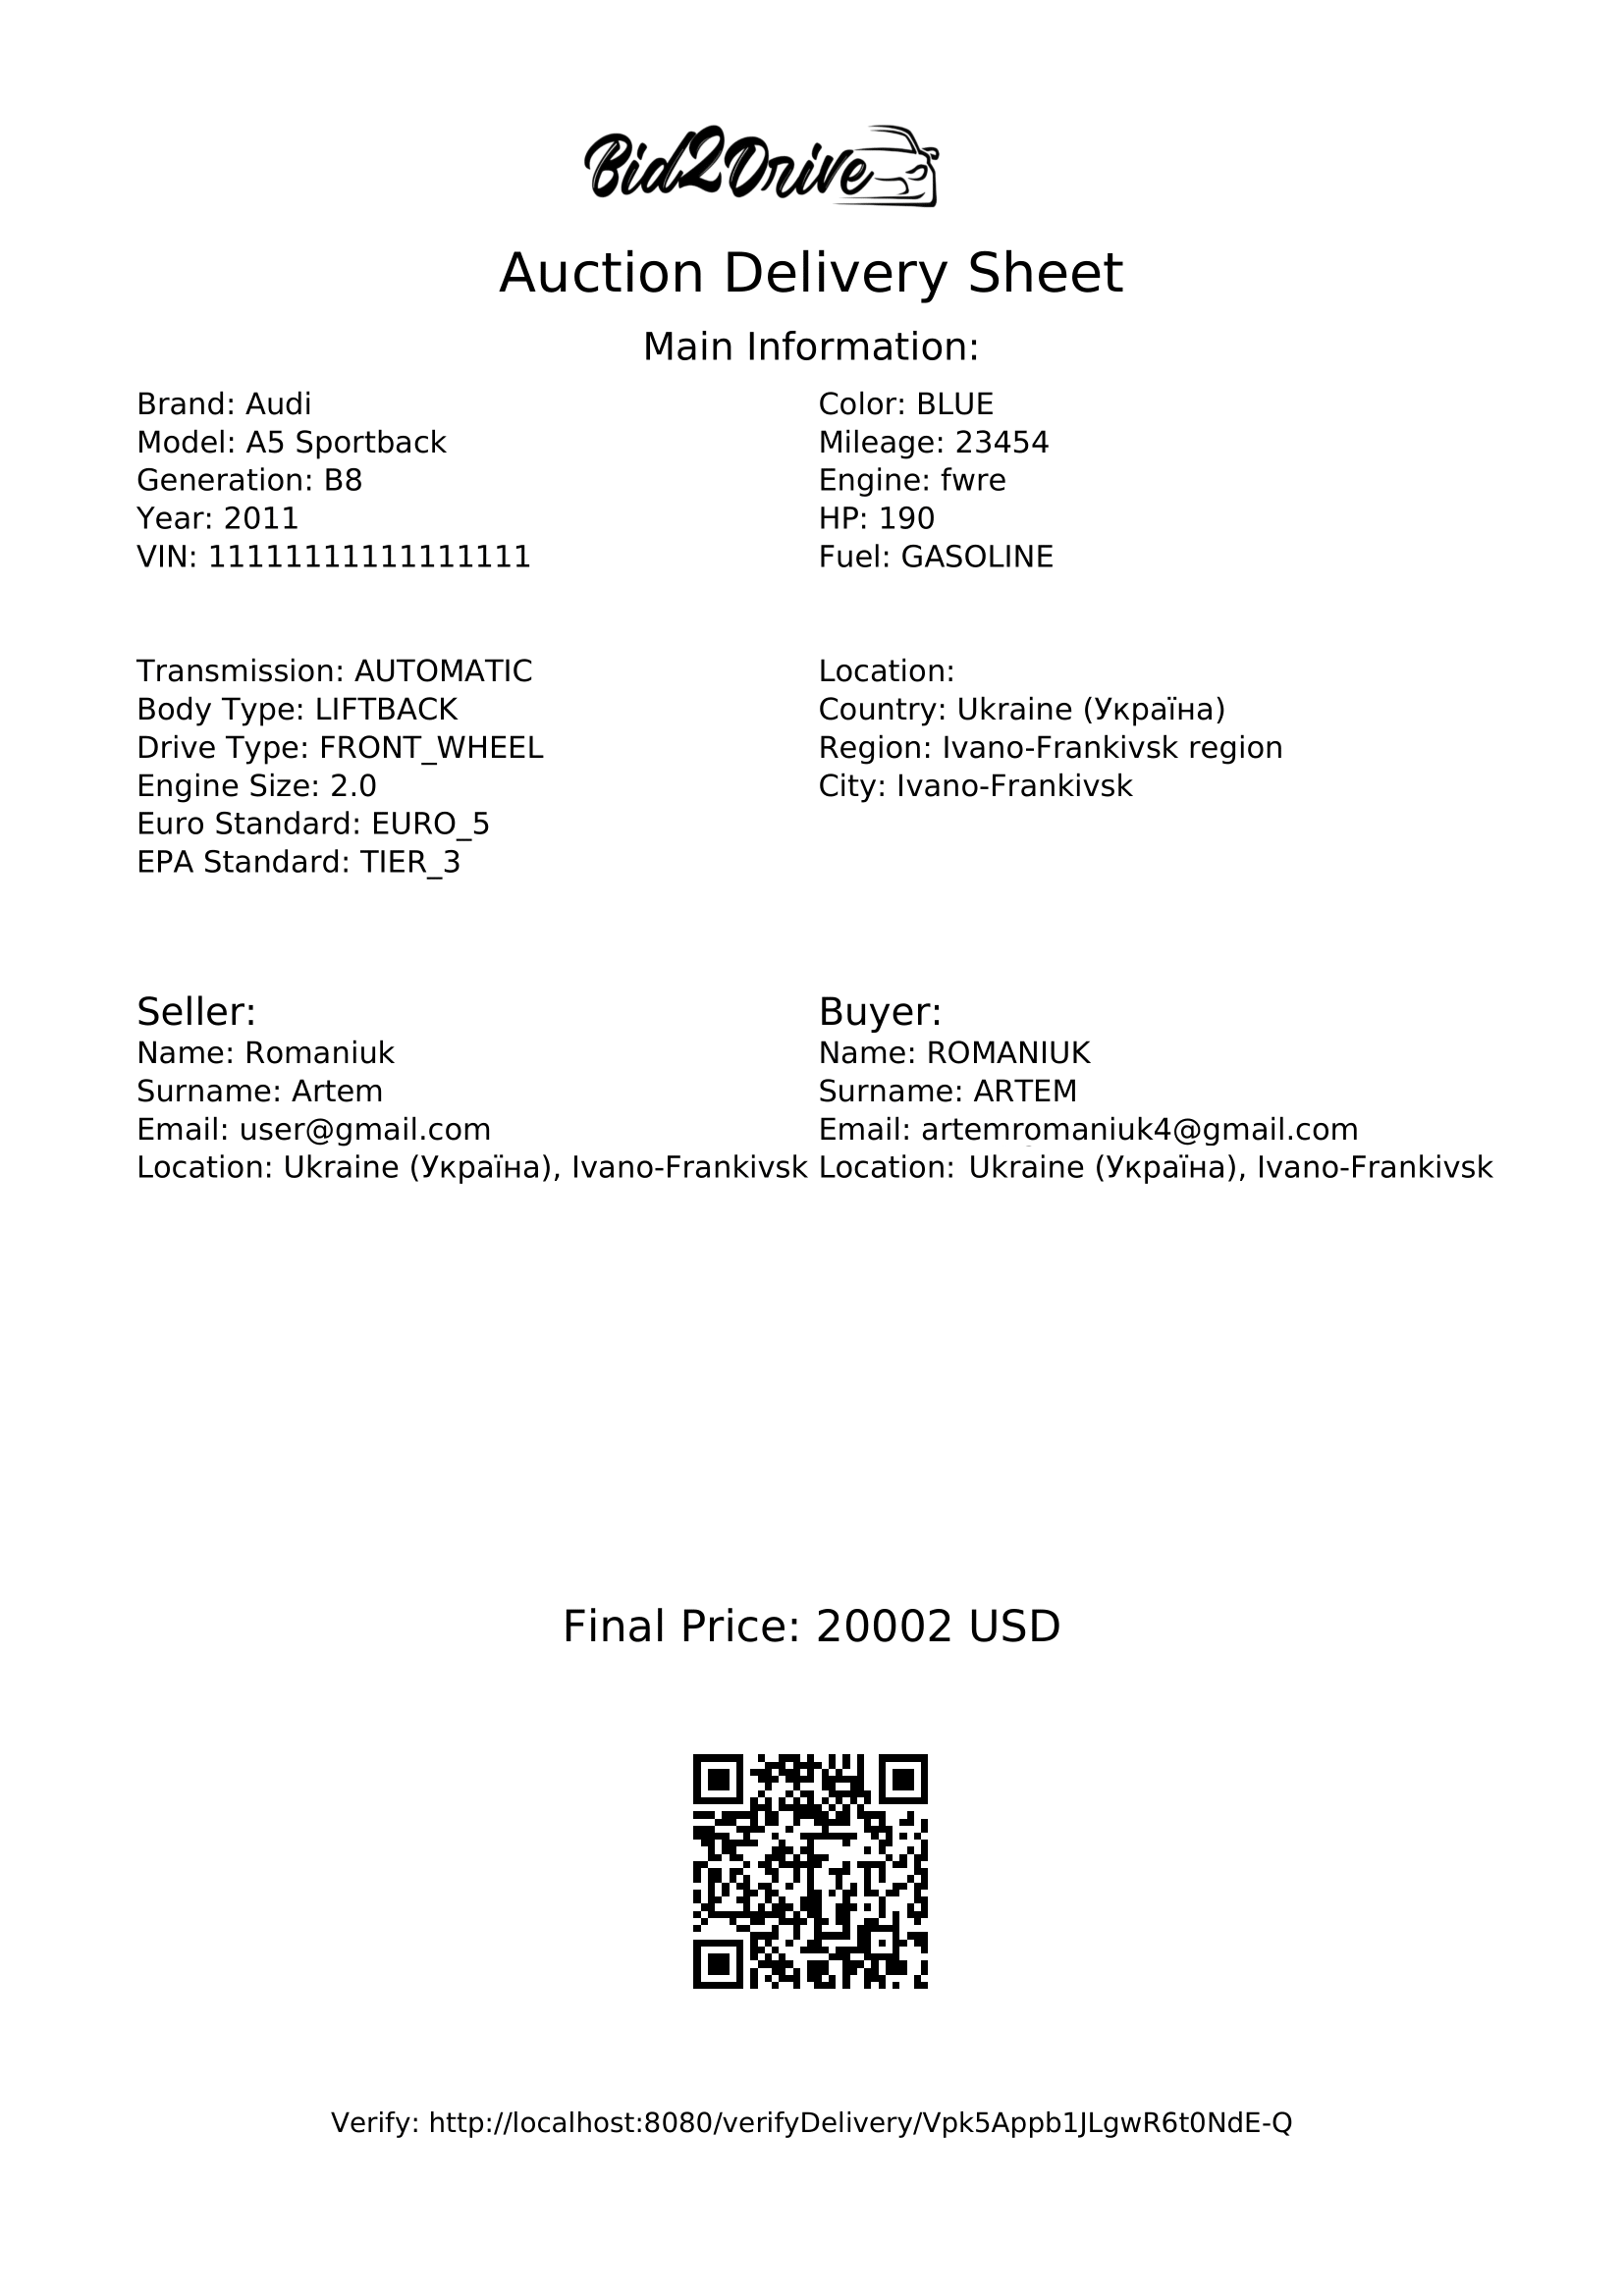 Bid2Drive
Auction Delivery Sheet
Main Information:
Brand: Audi
Model: A5 Sportback
Generation: B8
Year: 2011
VIN: 11111111111111111
Color: BLUE
Mileage: 23454
Engine: fwre
HP: 190
Fuel: GASOLINE
Transmission: AUTOMATIC
Body Type: LIFTBACK
Drive Type: FRONT_WHEEL
Engine Size: 2.0
Euro Standard: EURO_5
EPA Standard: TIER_3
Location:
Country: Ukraine (Україна)
Region: Ivano-Frankivsk region
City: Ivano-Frankivsk
Seller:
Name: Romaniuk
Surname: Artem
Email: user@gmail.com
Location: Ukraine (Україна), Ivano-Frankivsk
Buyer:
Name: ROMANIUK
Surname: ARTEM
Email: artemromaniuk4@gmail.com
Location: Ukraine (Україна), Ivano-Frankivsk
Final Price: 20002 USD
Verify: http://localhost:8080/verifyDelivery/Vpk5Appb1JLgwR6t0NdE-Q